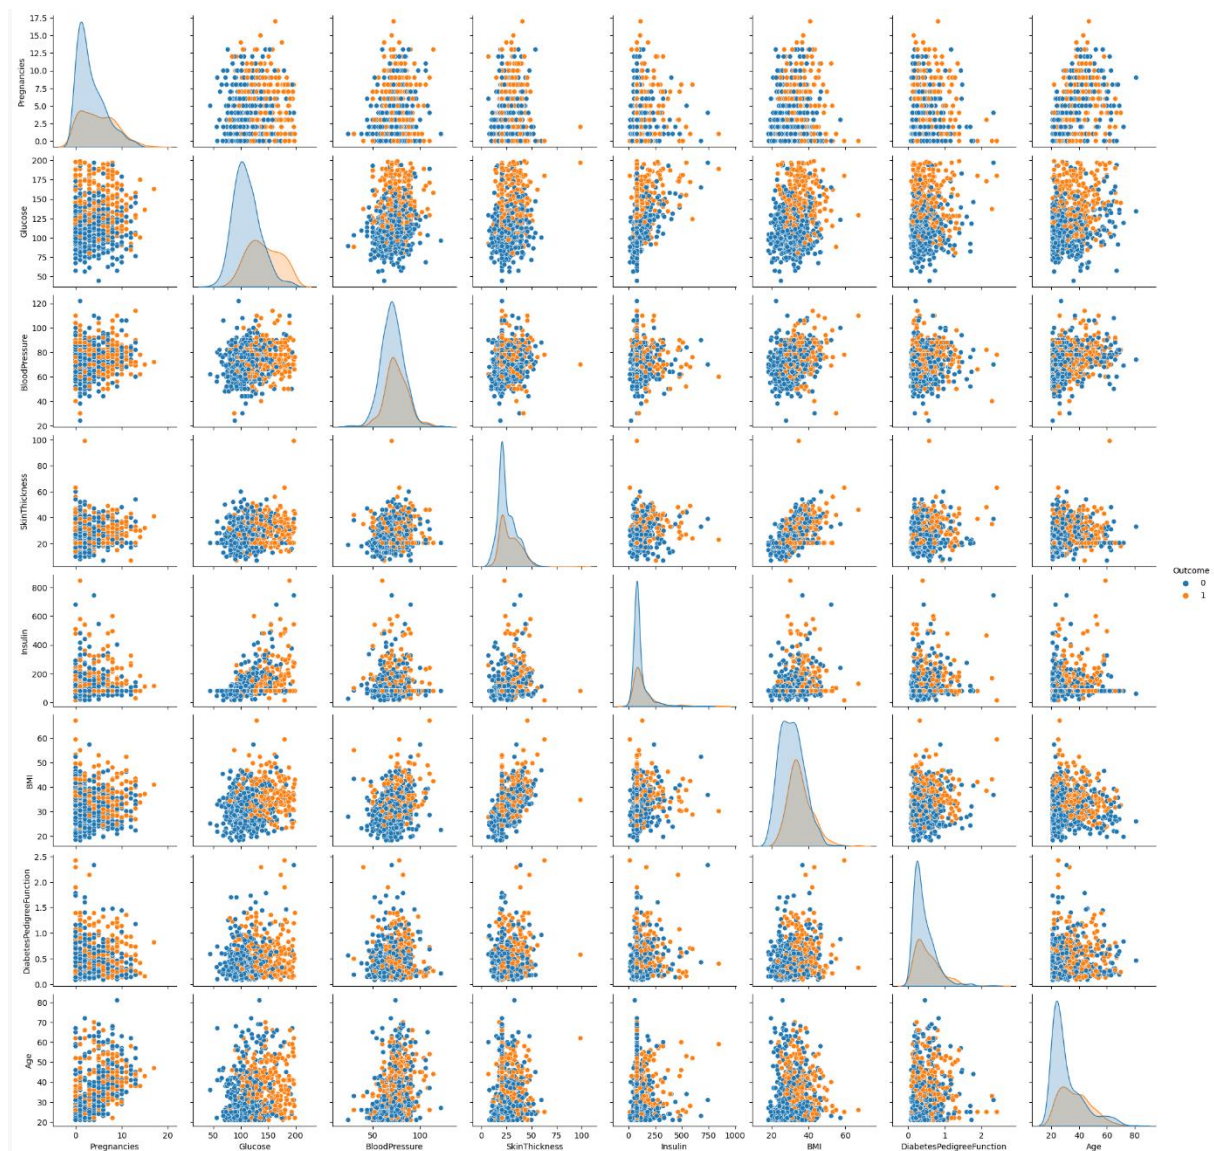 17.5
15.0
12.5
10.0
7.5
5.0
2.5
0.0
Pregnancies
200
175
150
125
100
75
50
Glucose
120
100
80
60
40
20
BloodPressure
100
80
60
40
20
SkinThickness
800
600
400
200
0
Insulin
60
50
40
30
20
BMI
2.5
2.0
1.5
1.0
0.5
0.0
DiabetesPedigreeFunction
80
70
60
50
40
30
20
Age
0 10 20
Pregnancies
50 100 150 200
Glucose
50 100
BloodPressure
0 25 50 75 100
SkinThickness
0 250 500 750 1000
Insulin
20 40 60
BMI
0 1 2
DiabetesPedigreeFunction
20 40 60 80
Age
Outcome
0
1